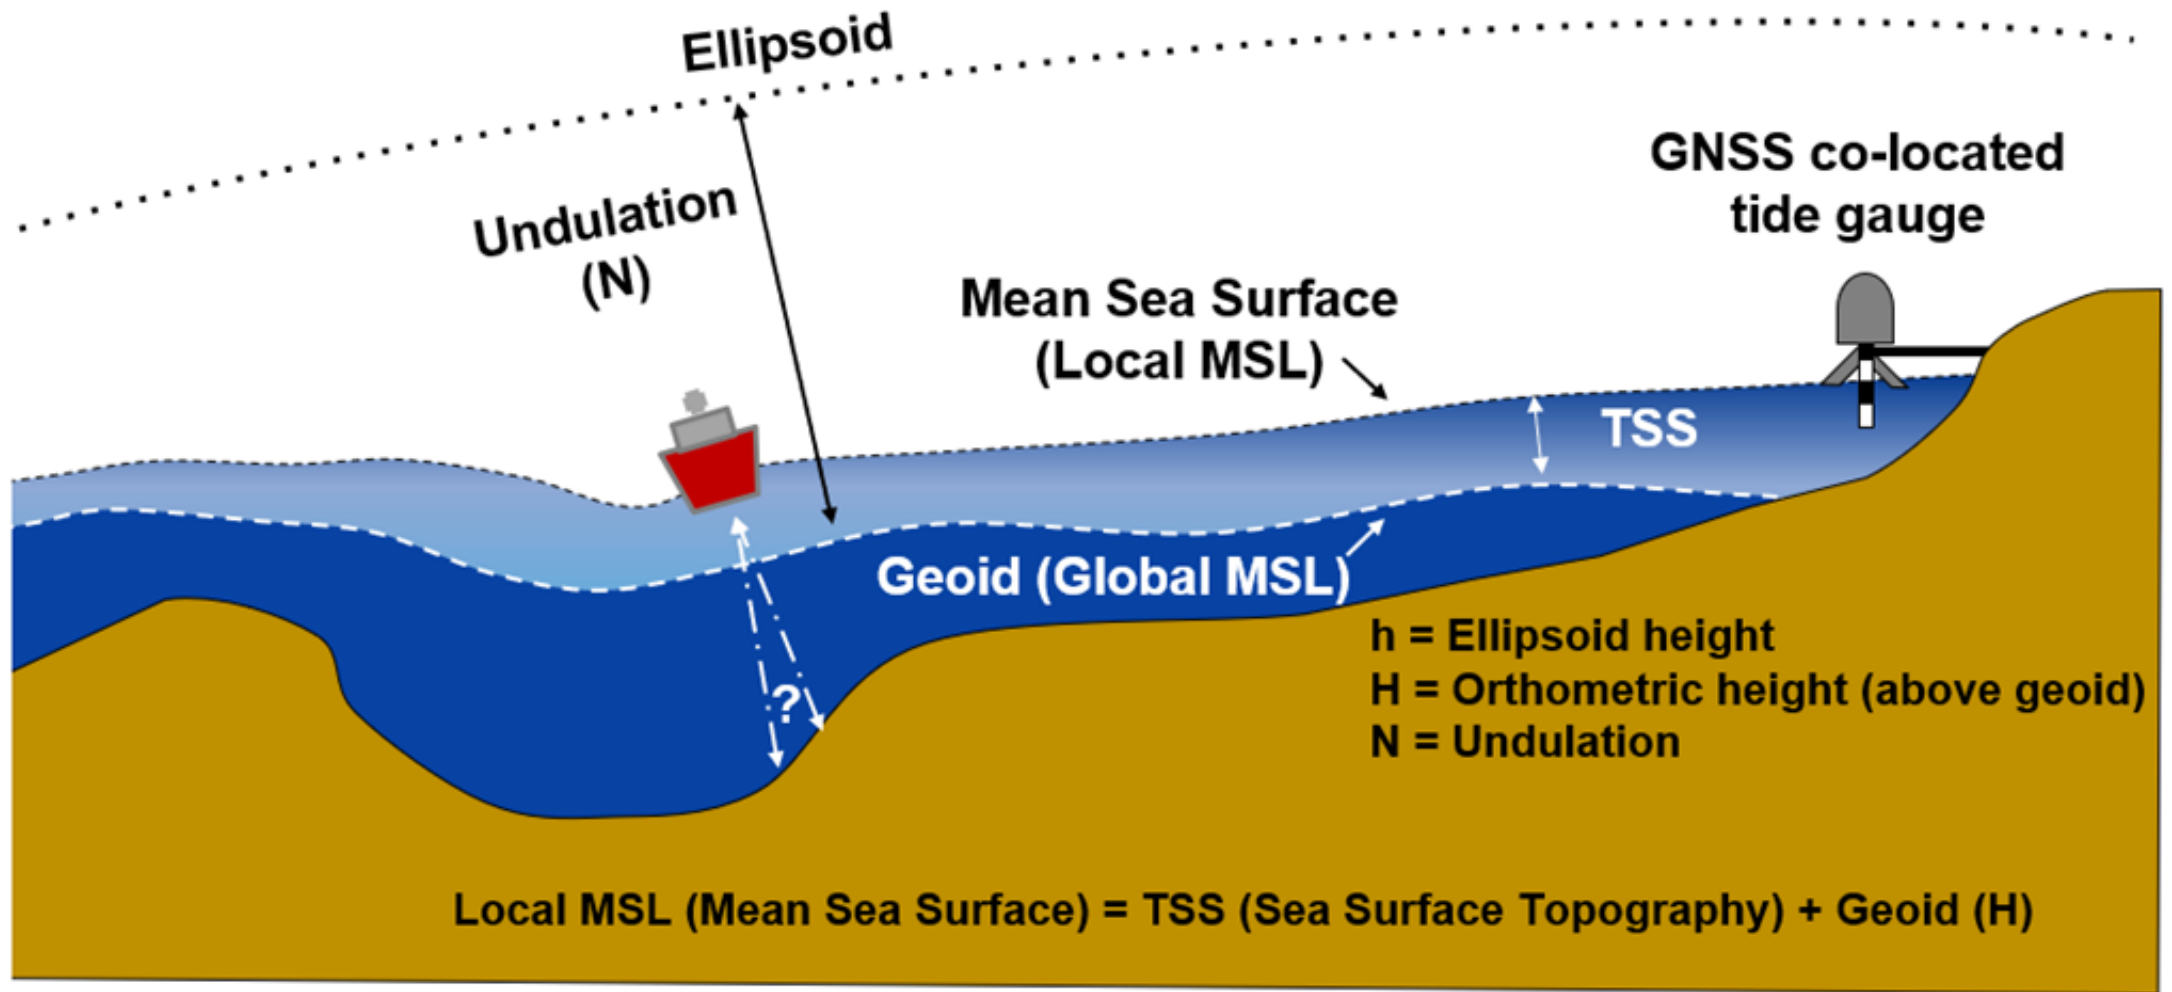 Ellipsoid
Undulation
(N)
GNSS co-located
tide gauge
Mean Sea Surface
(Local MSL)
TSS
Geoid (Global MSL)
?
h = Ellipsoid height
H = Orthometric height (above geoid)
N = Undulation
Local MSL (Mean Sea Surface) = TSS (Sea Surface Topography) + Geoid (H)